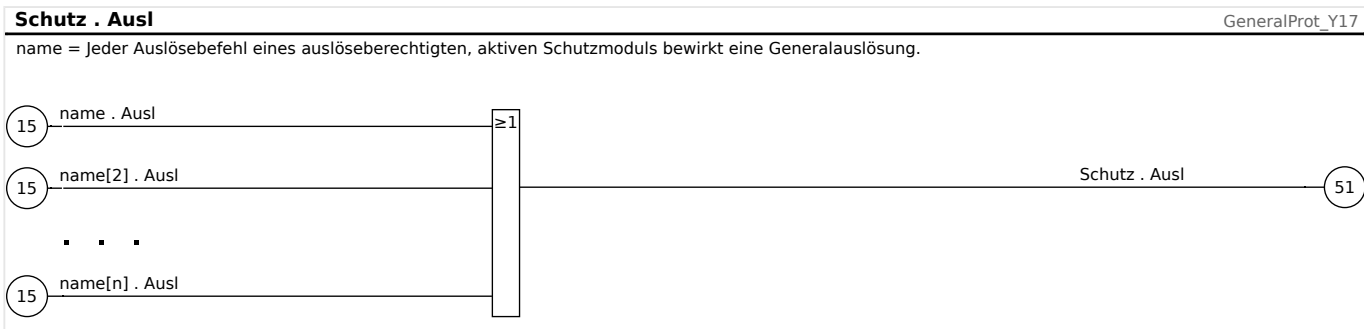 Schutz . Ausl
GeneralProt_Y17
name = Jeder Auslösebefehl eines auslöseberechtigten, aktiven Schutzmoduls bewirkt eine Generalauslösung.
15 name . Ausl
≥1
15 name[2] . Ausl
Schutz . Ausl 51
. . .
15 name[n] . Ausl